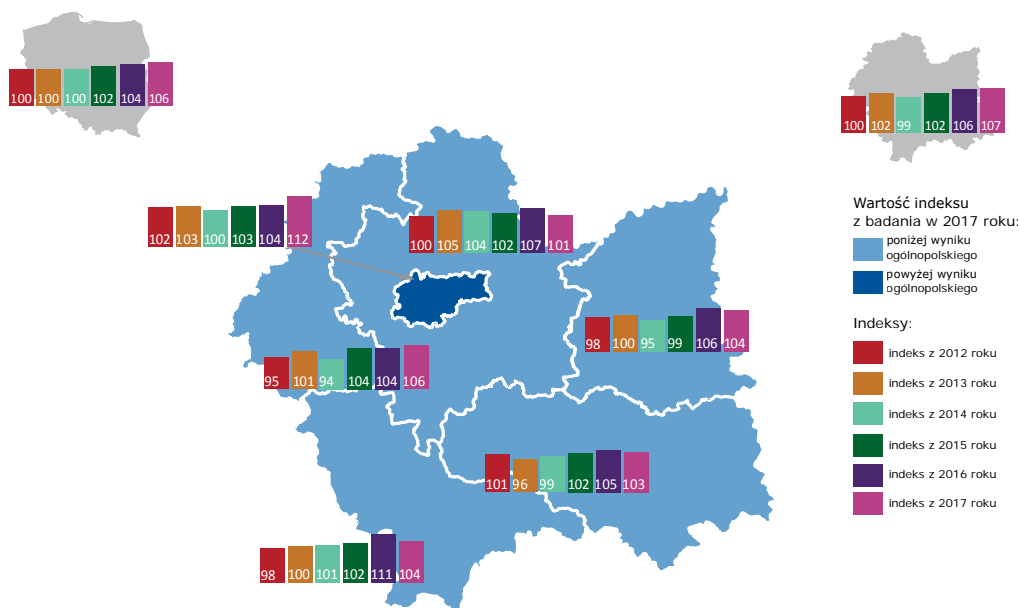 100 100 100 102 104 106
100 102 99 102 106 107
102 103 100 103 104 112
100 105 104 102 107 101
98 100 95 99 106 104
95 101 94 104 104 106
101 96 99 102 105 103
98 100 101 102 111 104
Wartość indeksu
z badania w 2017 roku:
poniżej wyniku
ogólnopolskiego
powyżej wyniku
ogólnopolskiego
Indeksy:
indeks z 2012 roku
indeks z 2013 roku
indeks z 2014 roku
indeks z 2015 roku
indeks z 2016 roku
indeks z 2017 roku